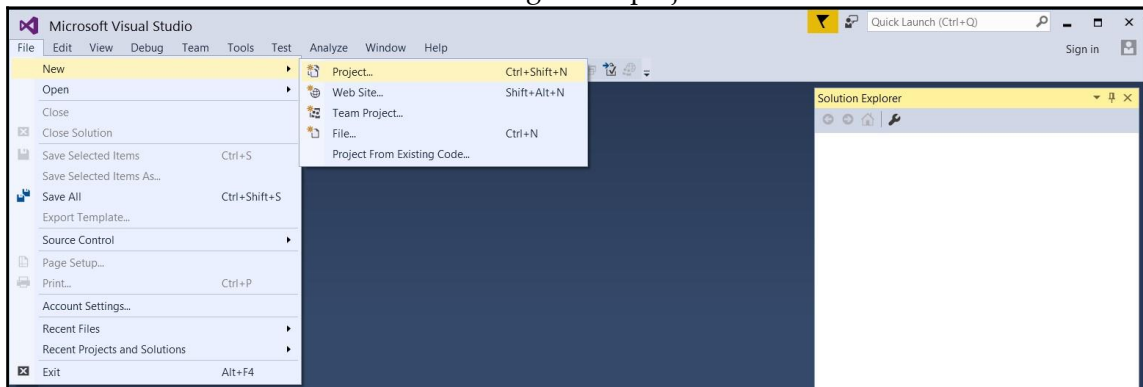 Microsoft Visual Studio
Quick Launch (Ctrl+Q)
File Edit View Debug Team Tools Test Analyze Window Help
Sign in
New
Open
Close
Close Solution
Save Selected Items Ctrl+S
Save Selected Items As...
Save All Ctrl+Shift+S
Export Template...
Source Control
Page Setup...
Print... Ctrl+P
Account Settings...
Recent Files
Recent Projects and Solutions
Exit Alt+F4
Project... Ctrl+Shift+N
Web Site... Shift+Alt+N
Team Project...
File... Ctrl+N
Project From Existing Code...
Solution Explorer